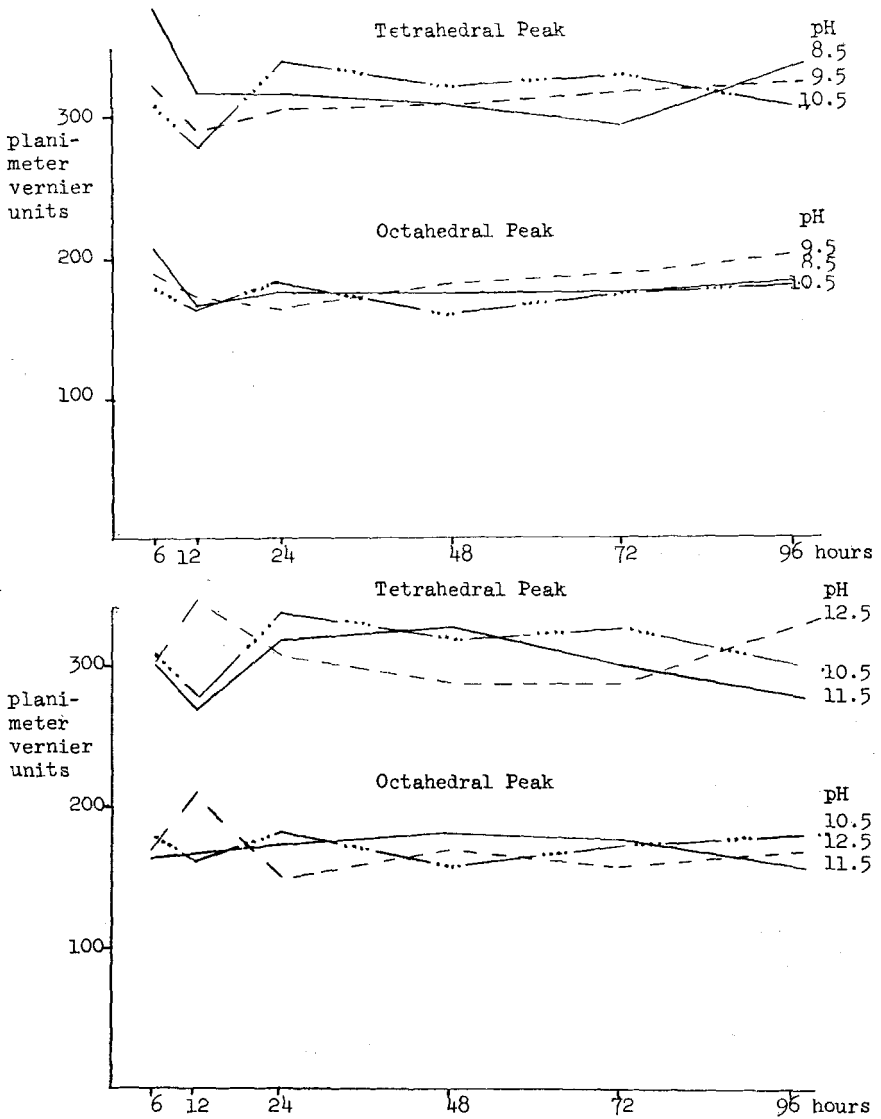 Tetrahedral Peak
pH
8.5
9.5
10.5
300
plani-
meter
vernier
units
Octahedral Peak
pH
9.5
8.5
10.5
200
100
6 12 24 48 72 96 hours
Tetrahedral Peak
pH
12.5
10.5
11.5
300
plani-
meter
vernier
units
Octahedral Peak
pH
10.5
12.5
11.5
200
100
6 12 24 48 72 96 hours